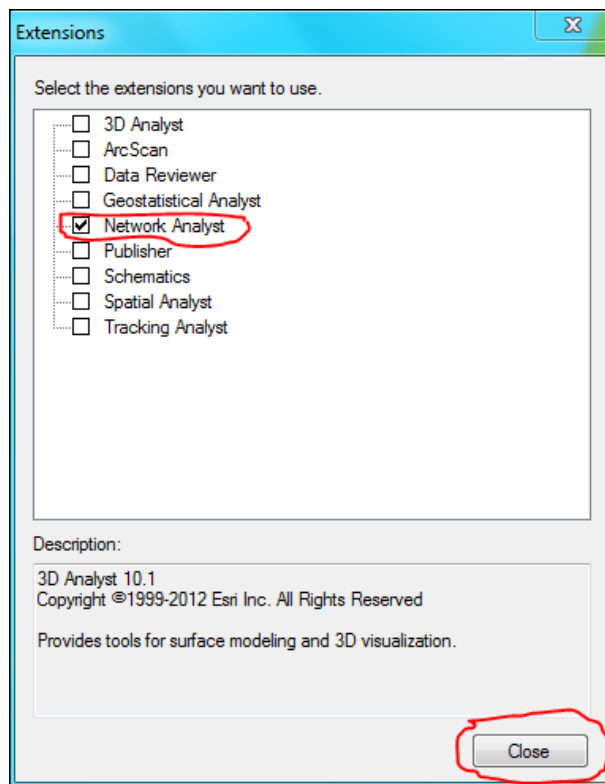 Extensions
Select the extensions you want to use.
3D Analyst
ArcScan
Data Reviewer
Geostatistical Analyst
Network Analyst
Publisher
Schematics
Spatial Analyst
Tracking Analyst
Description:
3D Analyst 10.1
Copyright ©1999-2012 Esri Inc. All Rights Reserved
Provides tools for surface modeling and 3D visualization.
Close